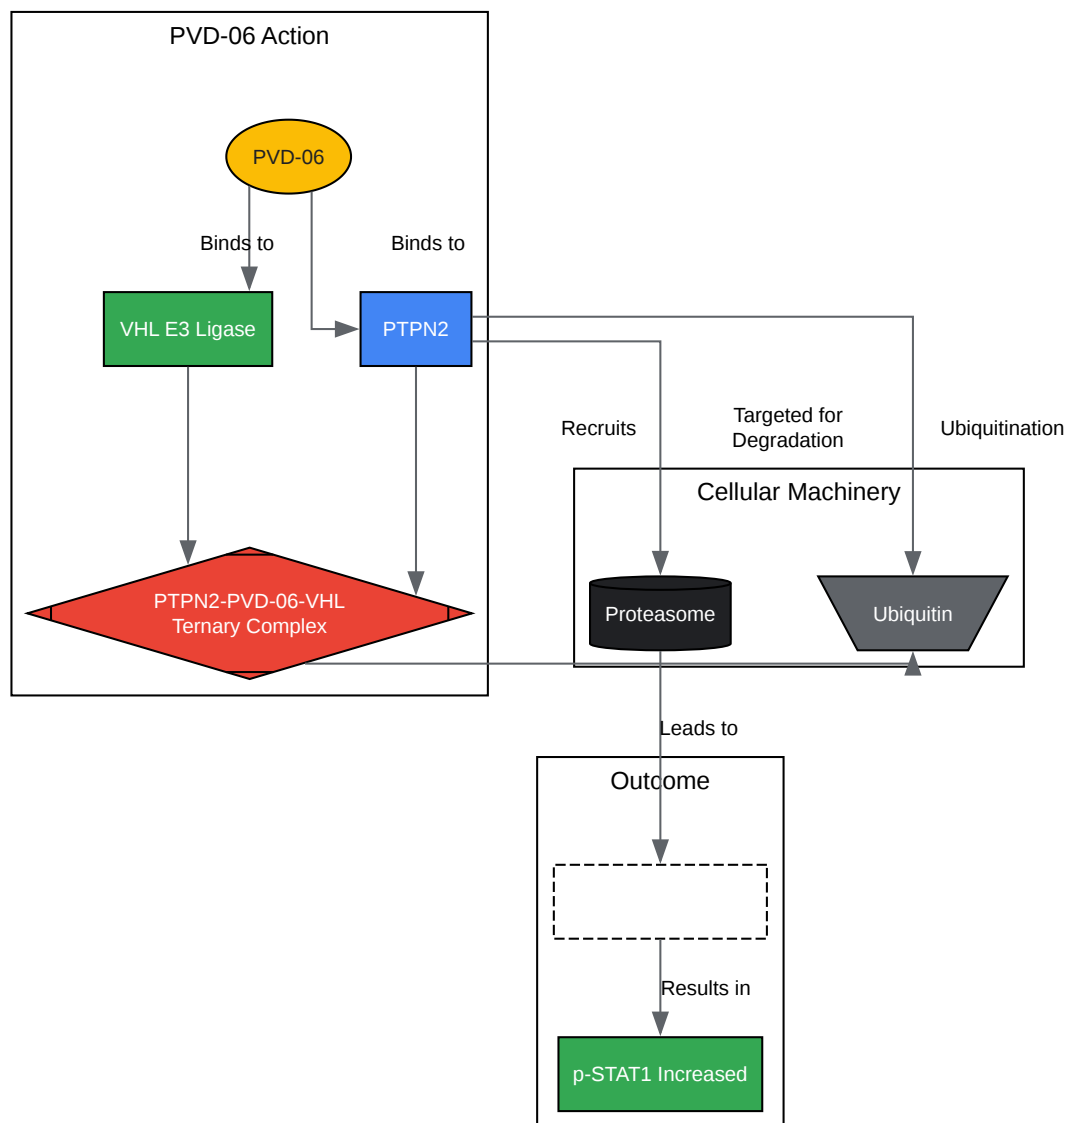 PVD-06 Action
PVD-06
Binds to
Binds to
VHL E3 Ligase
PTPN2
Recruits
Targeted for
Degradation
Ubiquitination
Cellular Machinery
PTPN2-PVD-06-VHL
Ternary Complex
Proteasome
Ubiquitin
Leads to
Outcome
Results in
p-STAT1 Increased